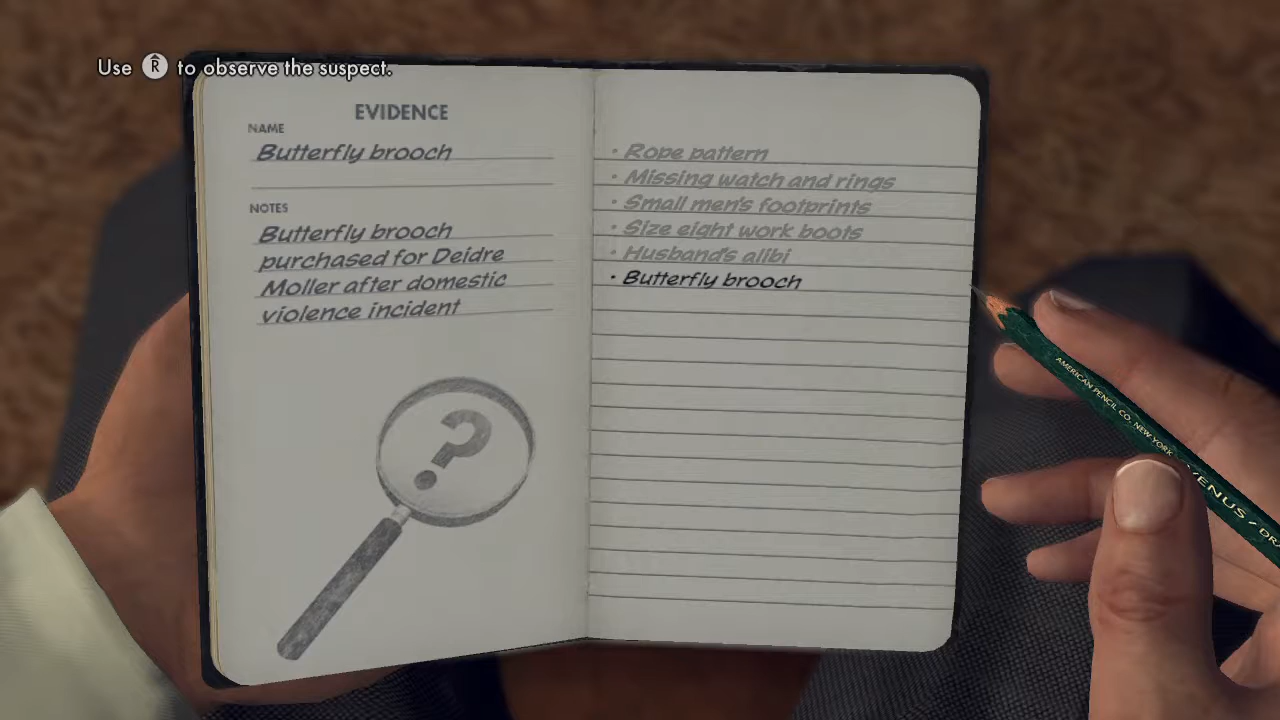 Use R to observe the suspect.
EVIDENCE
NAME
Butterfly brooch
NOTES
Butterfly brooch
purchased for Deidre
Moller after domestic
violence incident
?
• Rope pattern
• Missing watch and rings
• Small men's footprints
• Size eight work boots
• Husband's alibi
• Butterfly brooch
AMERICAN PENCIL CO. NEW YORK
VENUS / DRA